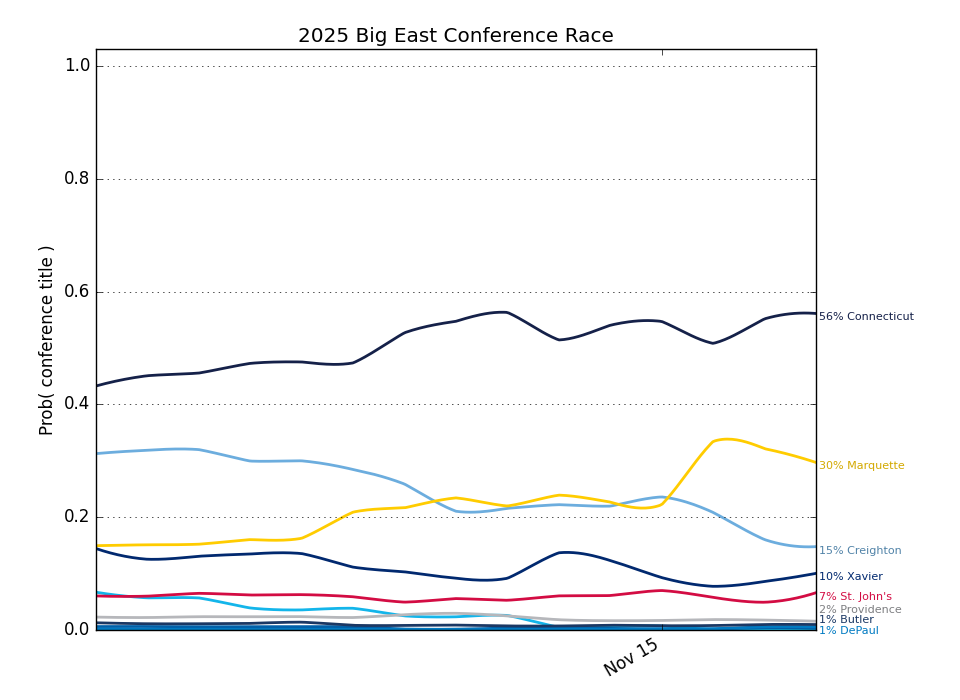 2025 Big East Conference Race
Prob( conference title )
1.0
0.8
0.6
0.4
0.2
0.0
Nov 15
56% Connecticut
30% Marquette
15% Creighton
10% Xavier
7% St. John's
2% Providence
1% Butler
1% DePaul